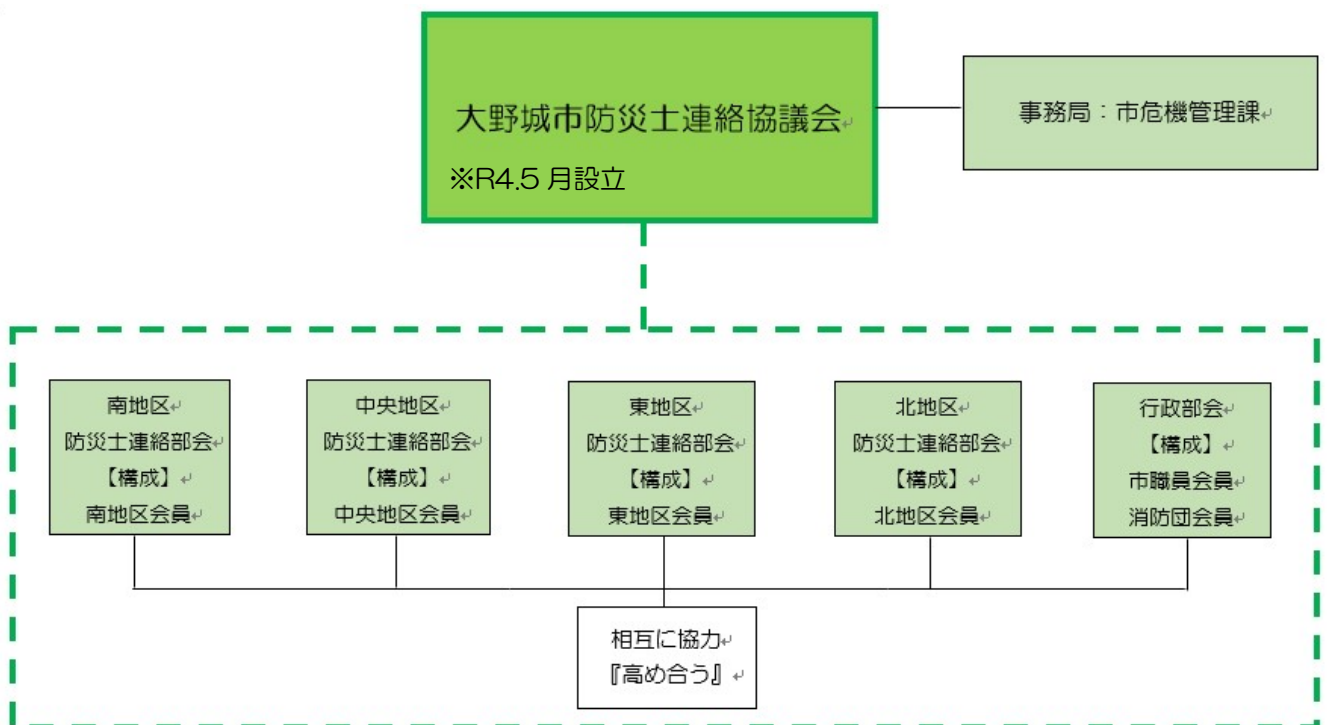 大野城市防災士連絡協議会
※R4.5月設立
事務局：市危機管理課
南地区
防災士連絡部会
【構成】
南地区会員
中央地区
防災士連絡部会
【構成】
中央地区会員
東地区
防災士連絡部会
【構成】
東地区会員
北地区
防災士連絡部会
【構成】
北地区会員
行政部会
【構成】
市職員会員
消防団会員
相互に協力
『高め合う』